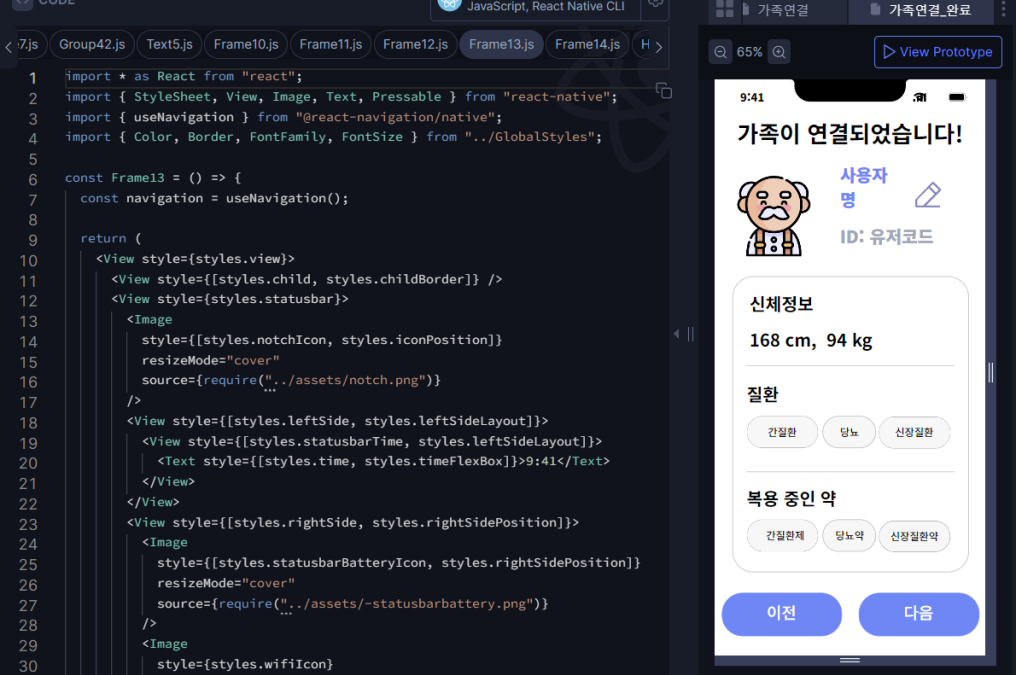 CODE
JavaScript, React Native CLI
가족연결
가족연결_완료
e7.js
Group42.js
Text5.js
Frame10.js
Frame11.js
Frame12.js
Frame13.js
Frame14.js
H
65%
View Prototype
1 import * as React from "react";
2 import { StyleSheet, View, Image, Text, Pressable } from "react-native";
3 import { useNavigation } from "@react-navigation/native";
4 import { Color, Border, FontFamily, FontSize } from "../GlobalStyles";
5
6 const Frame13 = () => {
7 const navigation = useNavigation();
8
9 return (
10 <View style={styles.view}>
11 <View style={[styles.child, styles.childBorder]} />
12 <View style={styles.statusbar}>
13 <Image
14 style={[styles.notchIcon, styles.iconPosition]}
15 resizeMode="cover"
16 source={require("../assets/notch.png")}
17 />
18 <View style={[styles.leftSide, styles.leftSideLayout]}>
19 <View style={[styles.statusbarTime, styles.leftSideLayout]}>
20 <Text style={[styles.time, styles.timeFlexBox]}>9:41</Text>
21 </View>
22 </View>
23 <View style={[styles.rightSide, styles.rightSidePosition]}>
24 <Image
25 style={[styles.statusbarBatteryIcon, styles.rightSidePosition]}
26 resizeMode="cover"
27 source={require("../assets/-statusbarbattery.png")}
28 />
29 <Image
30 style={styles.wifiIcon}
9:41
가족이 연결되었습니다!
사용자
명
ID: 유저코드
신체정보
168 cm, 94 kg
질환
간질환
당뇨
신장질환
복용 중인 약
간질환제
당뇨약
신장질환약
이전
다음